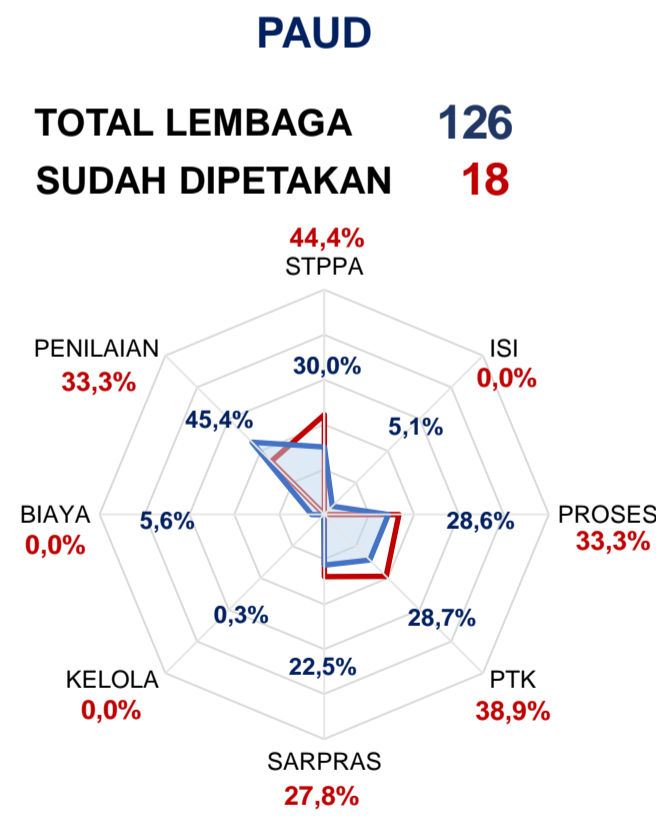 PAUD
TOTAL LEMBAGA 126
SUDAH DIPETAKAN 18
44,4%
STPPA
PENILAIAN
33,3%
ISI
0,0%
30,0%
45,4%
5,1%
BIAYA
0,0%
5,6%
28,6%
PROSES
33,3%
0,3%
28,7%
22,5%
KELOLA
0,0%
PTK
38,9%
SARPRAS
27,8%